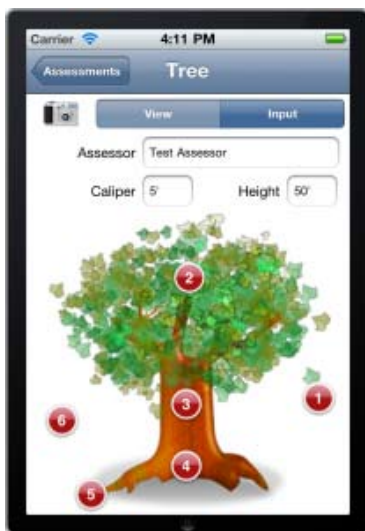 Carrier 4:11 PM
Assessments Tree
View Input
Assessor Test Assessor
Caliper 5' Height 50'
2
1
3
6
4
5